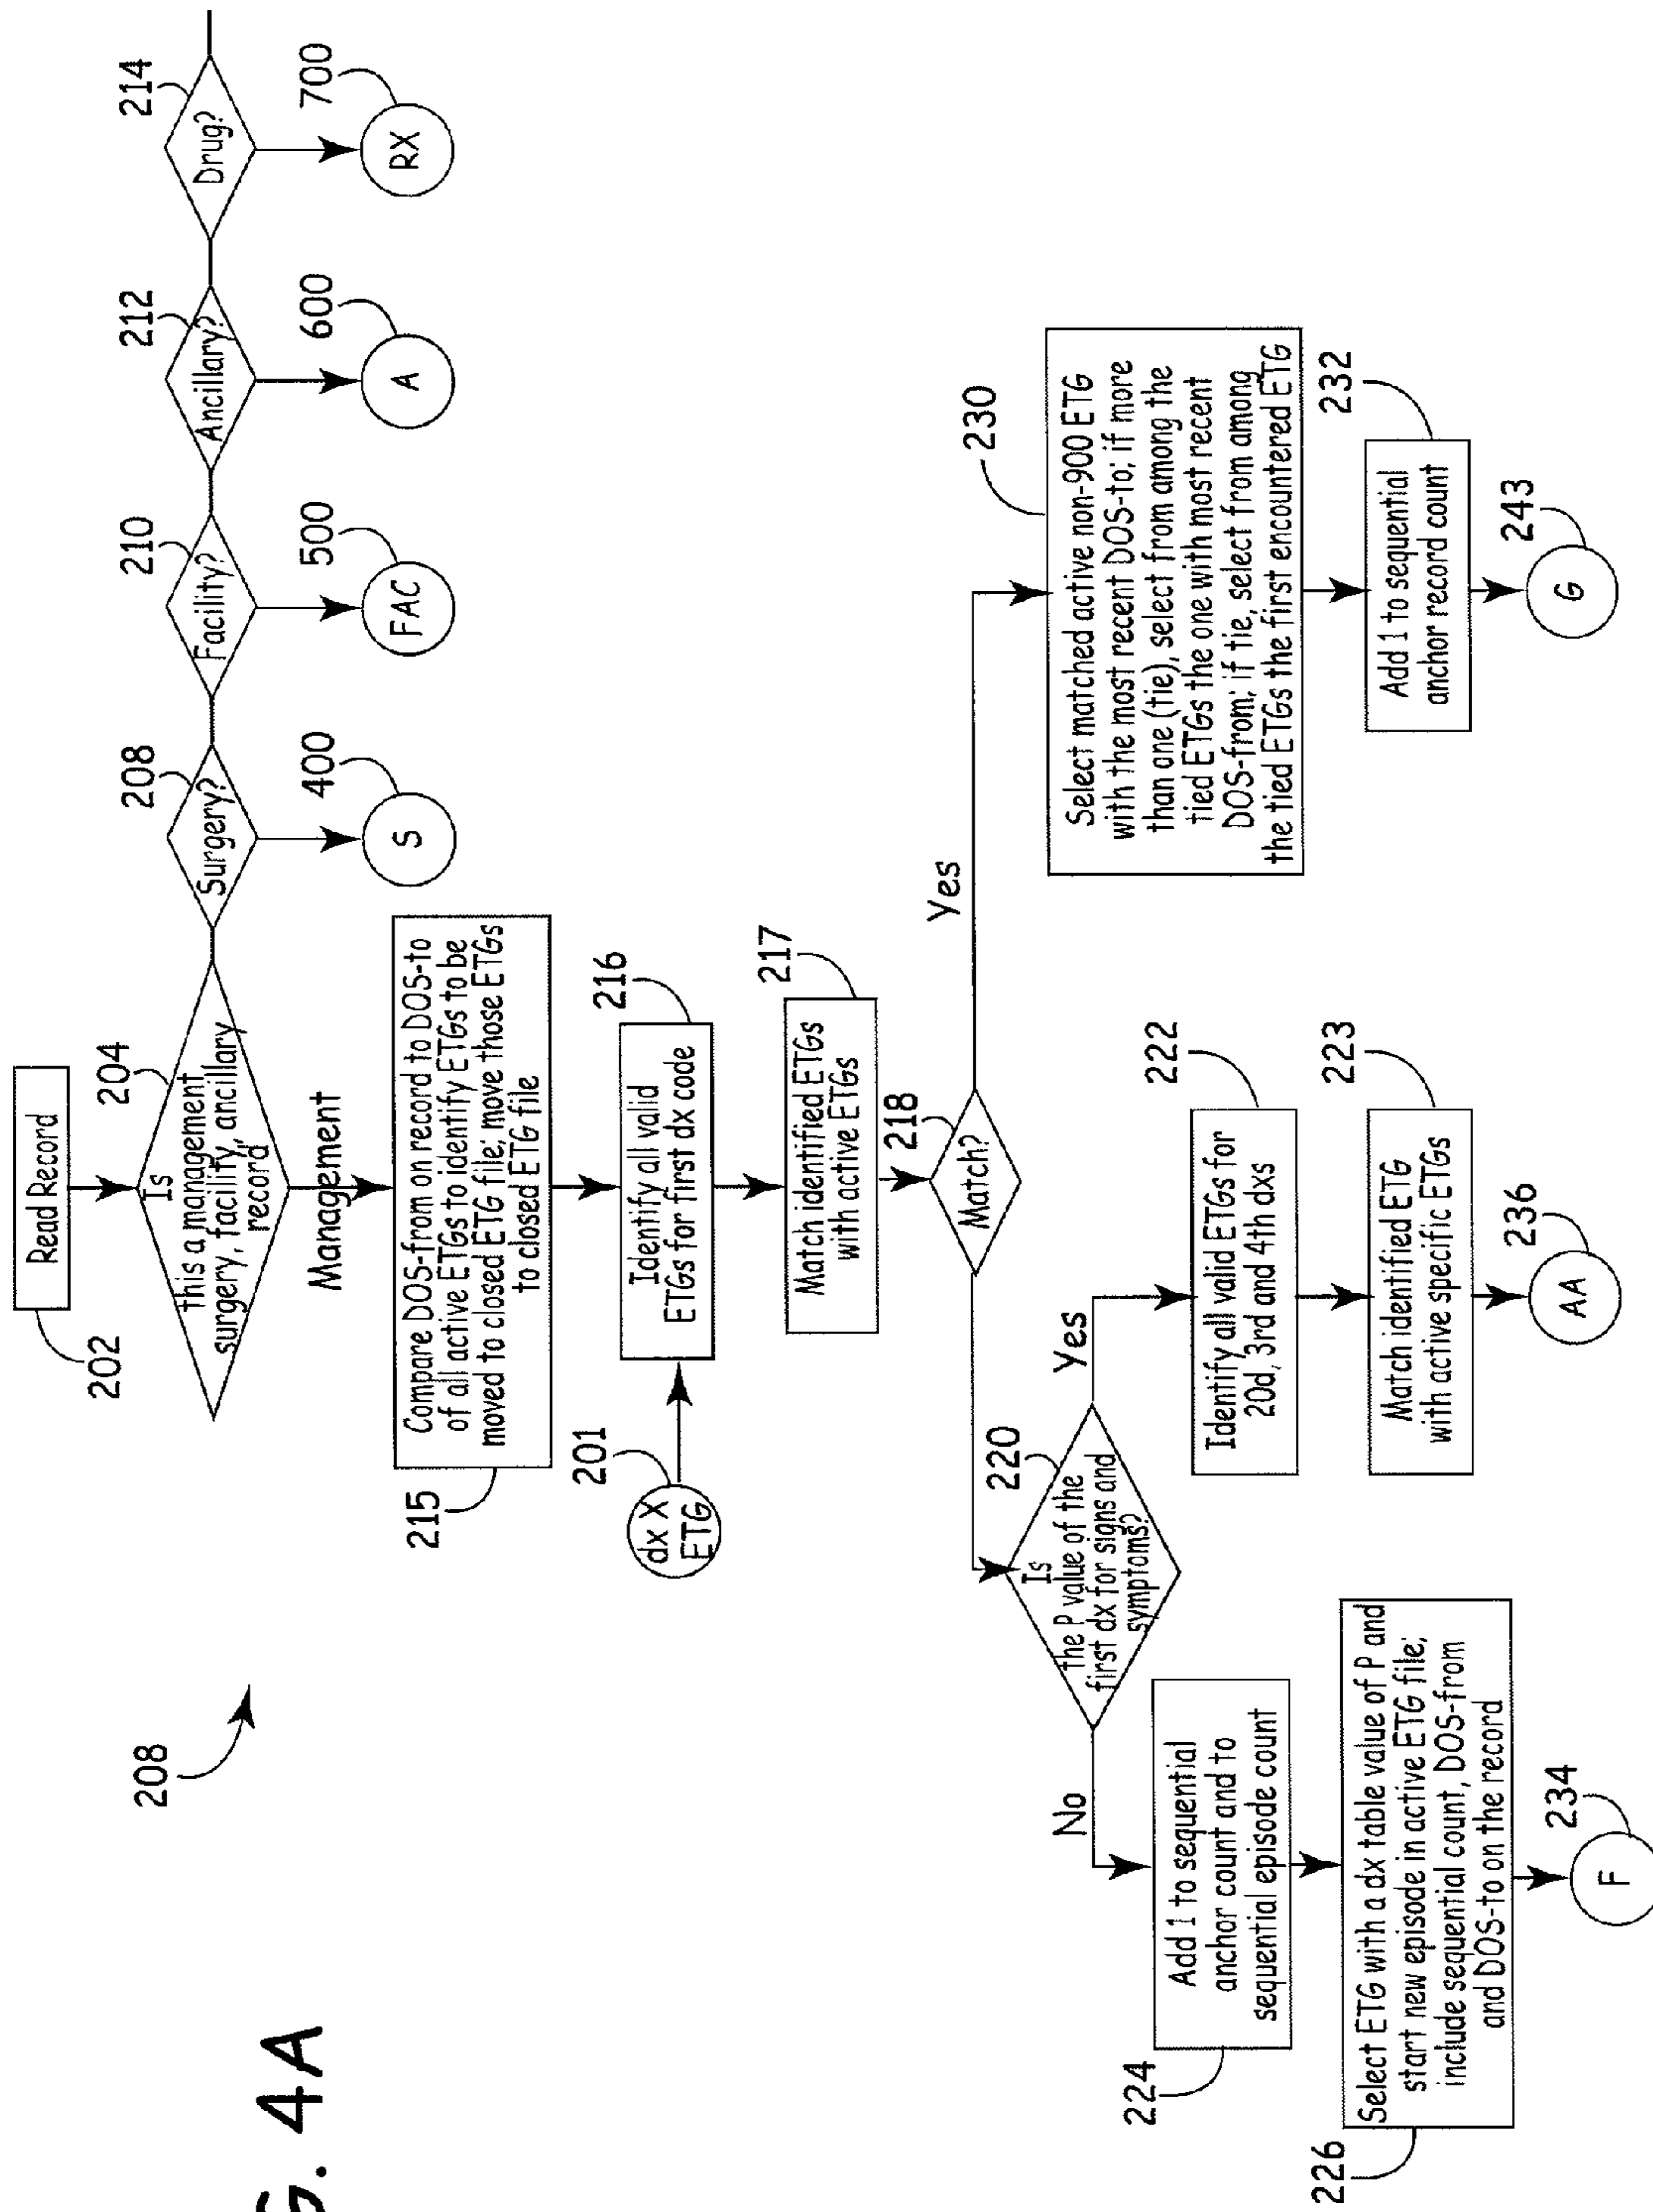 G. 4A
208
202
Read Record
204
Is
this a management,
surgery, facility, ancillary
record
Management
208
Surgery?
400
S
210
Facility?
500
FAC
212
Ancillary?
600
A
214
Drug?
700
RX
215
Compare DOS-from on record to DOS-to
of all active ETGs to identify ETGs to be
moved to closed ETG file; move those ETGs
to closed ETG file
201
dx X
ETG
216
Identify all valid
ETGs for first dx code
217
Match identified ETGs
with active ETGs
218
Match?
Yes
220
Is
the P value of the
first dx for signs and
symptoms?
No
Yes
224
Add 1 to sequential
anchor count and to
sequential episode count
226
Select ETG with a dx table value of P and
start new episode in active ETG file;
include sequential count, DOS-from
and DOS-to on the record
234
F
222
Identify all valid ETGs for
20d, 3rd and 4th dxs
223
Match identified ETG
with active specific ETGs
236
AA
230
Select matched active non-900 ETG
with the most recent DOS-to; if more
than one (tie), select from among the
tied ETGs the one with most recent
DOS-from; if tie, select from among
the tied ETGs the first encountered ETG
232
Add 1 to sequential
anchor record count
243
G